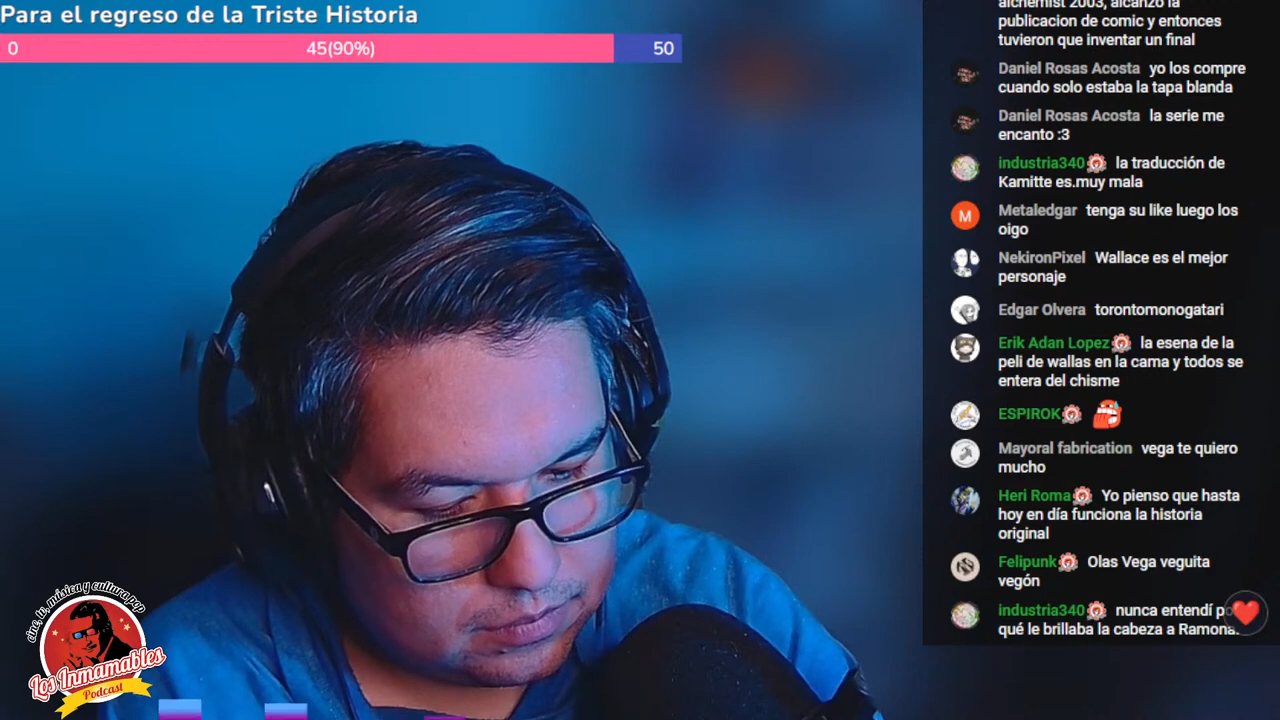 Para el regreso de la Triste Historia
0 45(90%) 50
alchemist 2003, alcanzó la
publicacion de comic y entonces
tuvieron que inventar un final
Daniel Rosas Acosta yo los compre
cuando solo estaba la tapa blanda
Daniel Rosas Acosta la serie me
encanto :3
industria340 la traducción de
Kamitte es.muy mala
M
Metaledgar tenga su like luego los
oigo
NekironPixel Wallace es el mejor
personaje
Edgar Olvera torontomonogatari
Erik Adan Lopez la esena de la
peli de wallas en la cama y todos se
entera del chisme
ESPIROK
Mayoral fabrication vega te quiero
mucho
Heri Roma Yo pienso que hasta
hoy en día funciona la historia
original
Felipunk Olas Vega veguita
vegón
industria340 nunca entendí
qué le brillaba la cabeza a Ramona.
cine, tv, música y cultura pop
Los Inmamables
Podcast